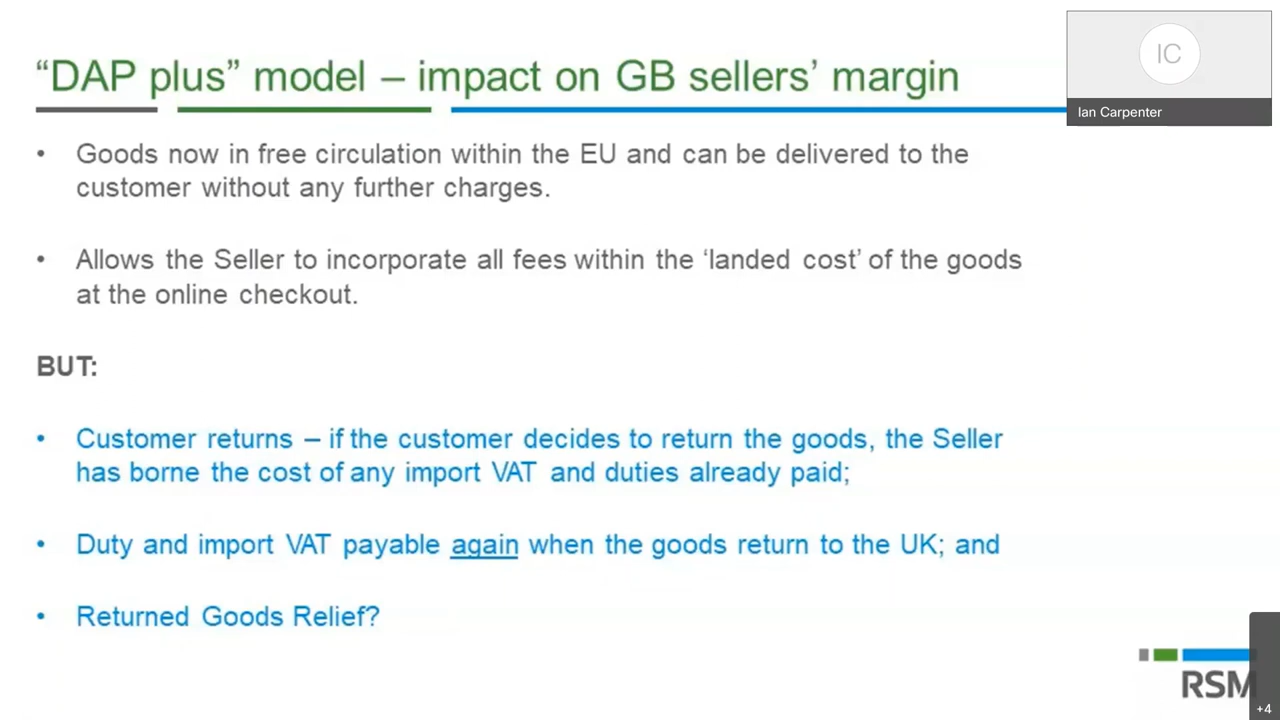 “DAP plus” model – impact on GB sellers’ margin
IC
Ian Carpenter
• Goods now in free circulation within the EU and can be delivered to the
customer without any further charges.
• Allows the Seller to incorporate all fees within the ‘landed cost’ of the goods
at the online checkout.
BUT:
• Customer returns – if the customer decides to return the goods, the Seller
has borne the cost of any import VAT and duties already paid;
• Duty and import VAT payable again when the goods return to the UK; and
• Returned Goods Relief?
RSM
+4